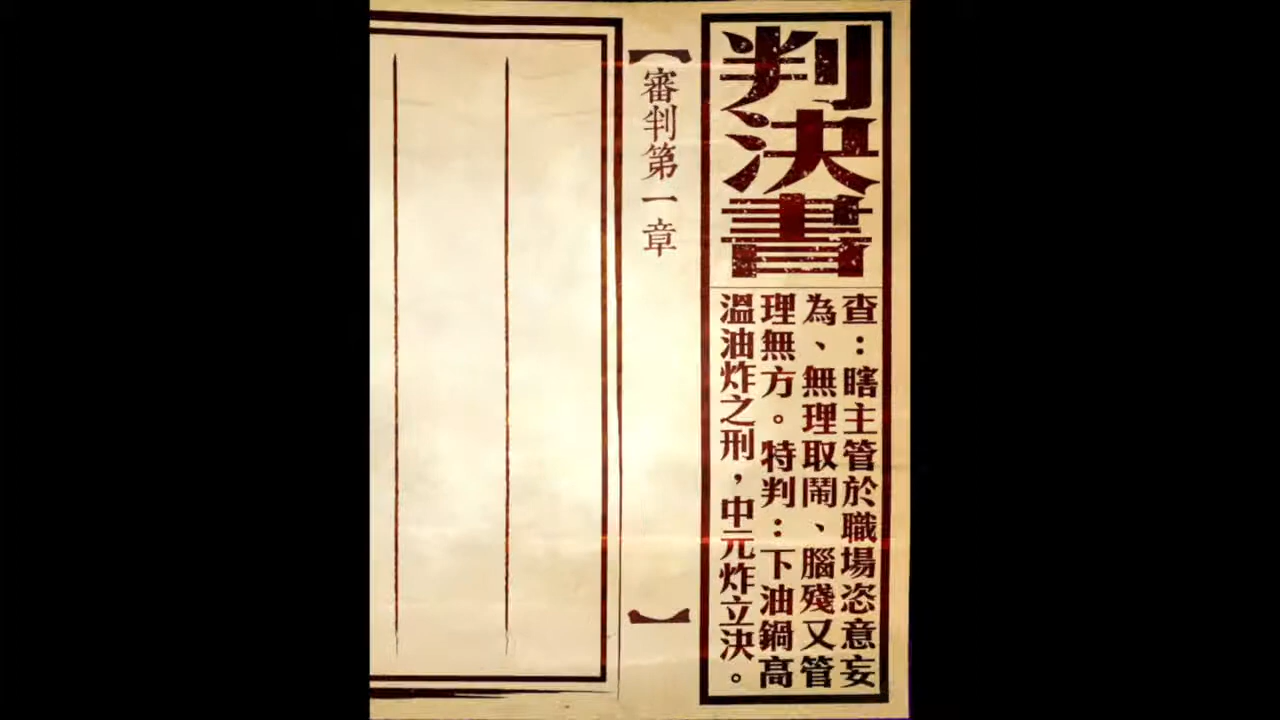 判決書
查：瞎主管於職場恣意妄
為、無理取鬧、腦殘又管
理無方。特判：下油鍋高
溫油炸之刑，中元炸立決。
【審判第一章】